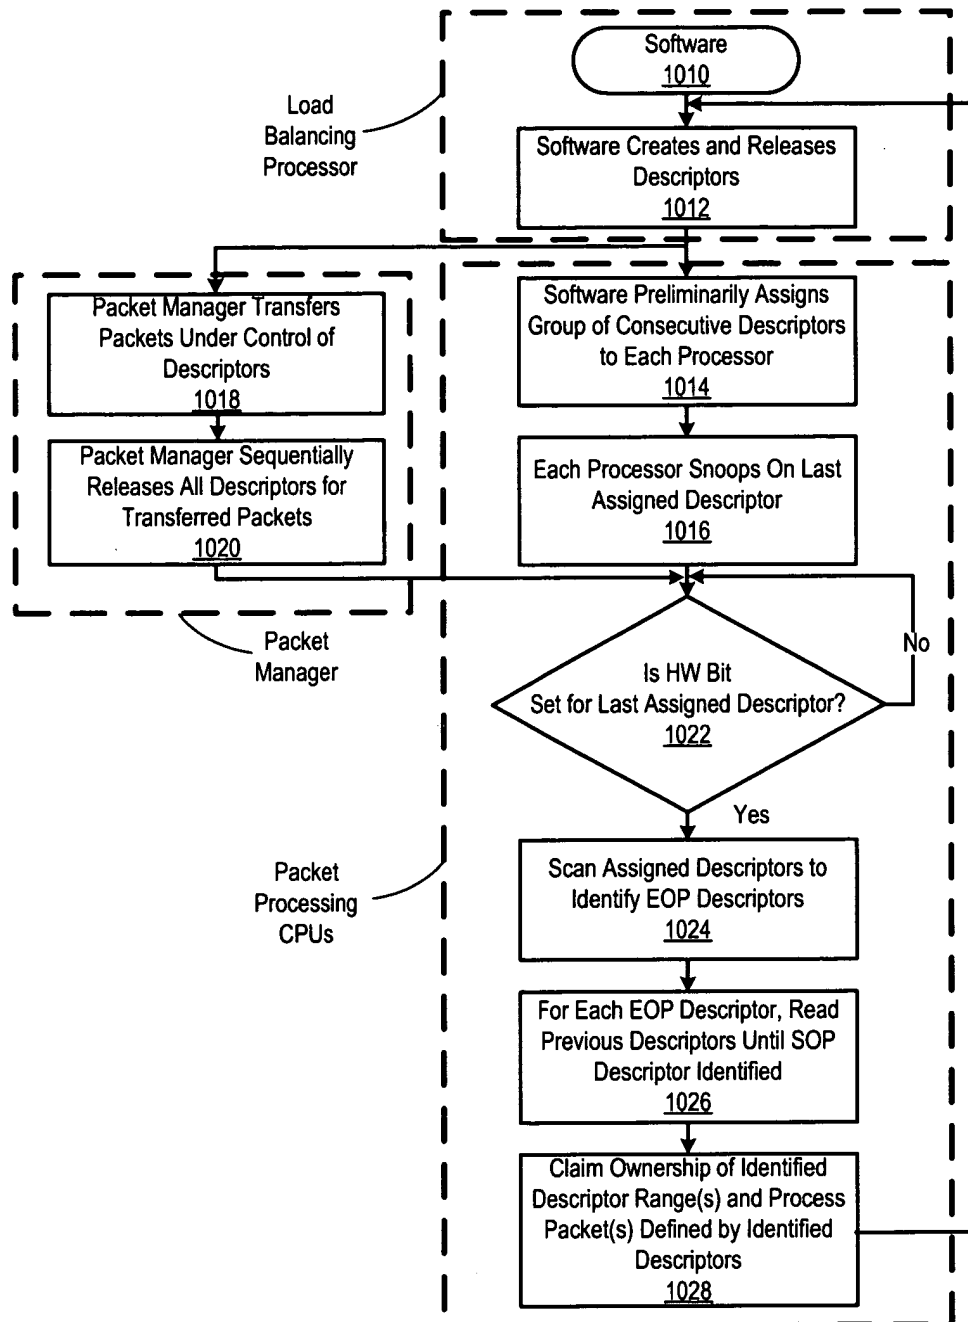 Software
1010
Load
Balancing
Processor
Software Creates and Releases
Descriptors
1012
Packet Manager Transfers
Packets Under Control of
Descriptors
1018
Software Preliminarily Assigns
Group of Consecutive Descriptors
to Each Processor
1014
Packet Manager Sequentially
Releases All Descriptors for
Transferred Packets
1020
Each Processor Snoops On Last
Assigned Descriptor
1016
Packet
Manager
No
Is HW Bit
Set for Last Assigned Descriptor?
1022
Yes
Packet
Processing
CPUs
Scan Assigned Descriptors to
Identify EOP Descriptors
1024
For Each EOP Descriptor, Read
Previous Descriptors Until SOP
Descriptor Identified
1026
Claim Ownership of Identified
Descriptor Range(s) and Process
Packet(s) Defined by Identified
Descriptors
1028